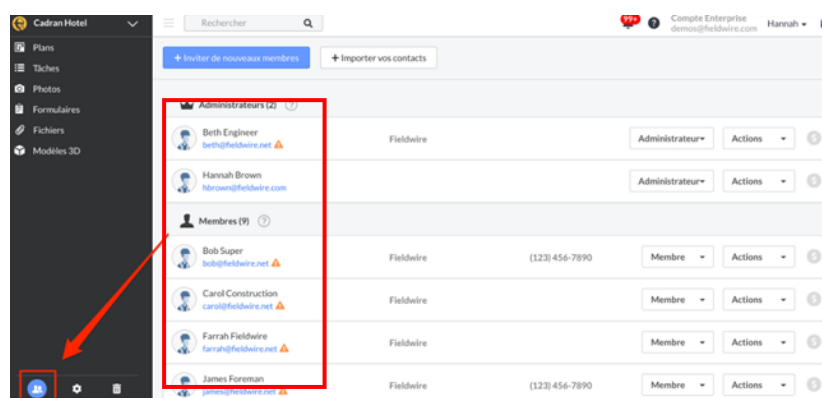 Cadran Hotel
Rechercher
99+
Compte Enterprise
demos@fieldwire.com
Hannah
Plans
Tâches
Photos
Formulaires
Fichiers
Modèles 3D
+ Inviter de nouveaux membres
+ Importer vos contacts
Administrateurs (2) ?
Beth Engineer
beth@fieldwire.net
Fieldwire
Administrateur
Actions
Hannah Brown
hbrown@fieldwire.com
Administrateur
Actions
Membres (9) ?
Bob Super
bob@fieldwire.net
Fieldwire
(123) 456-7890
Membre
Actions
Carol Construction
carol@fieldwire.net
Fieldwire
Membre
Actions
Farrah Fieldwire
farrah@fieldwire.net
Fieldwire
Membre
Actions
James Foreman
james@fieldwire.net
Fieldwire
(123) 456-7890
Membre
Actions